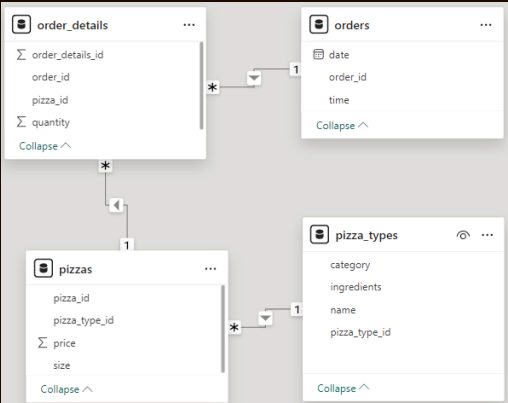 order_details
order_details_id
order_id
pizza_id
quantity
Collapse
orders
date
order_id
time
Collapse
* 1
* 1
pizzas
pizza_id
pizza_type_id
price
size
Collapse
* 1
pizza_types
category
ingredients
name
pizza_type_id
Collapse